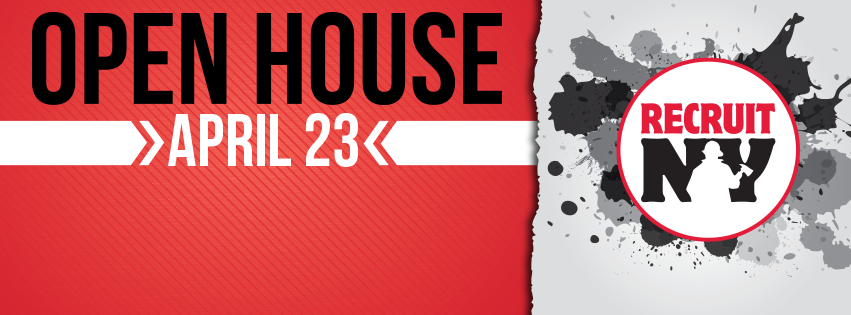 OPEN HOUSE
APRIL 23
RECRUIT
NY